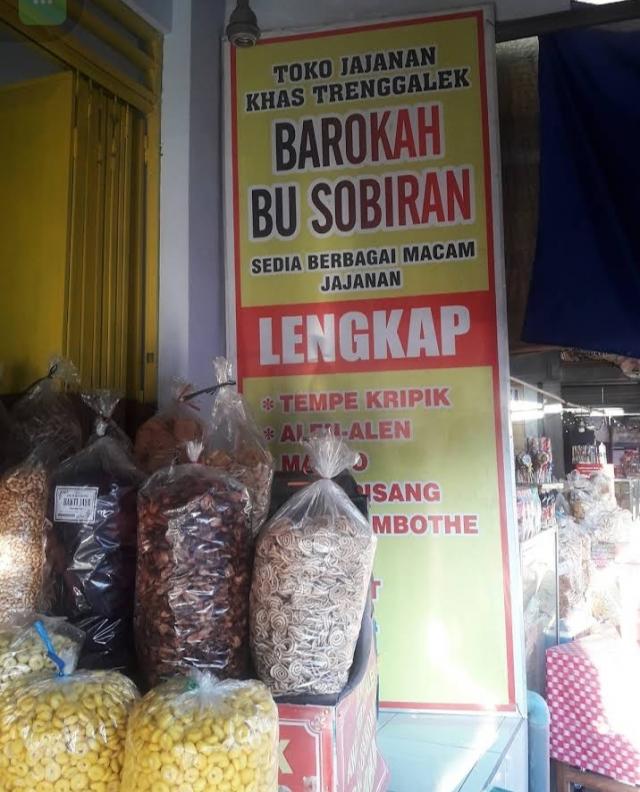 TOKO JAJANAN
KHAS TRENGGALEK
BAROKAH
BU SOBIRAN
SEDIA BERBAGAI MACAM
JAJANAN
LENGKAP
* TEMPE KRIPIK
* ALEN-ALEN